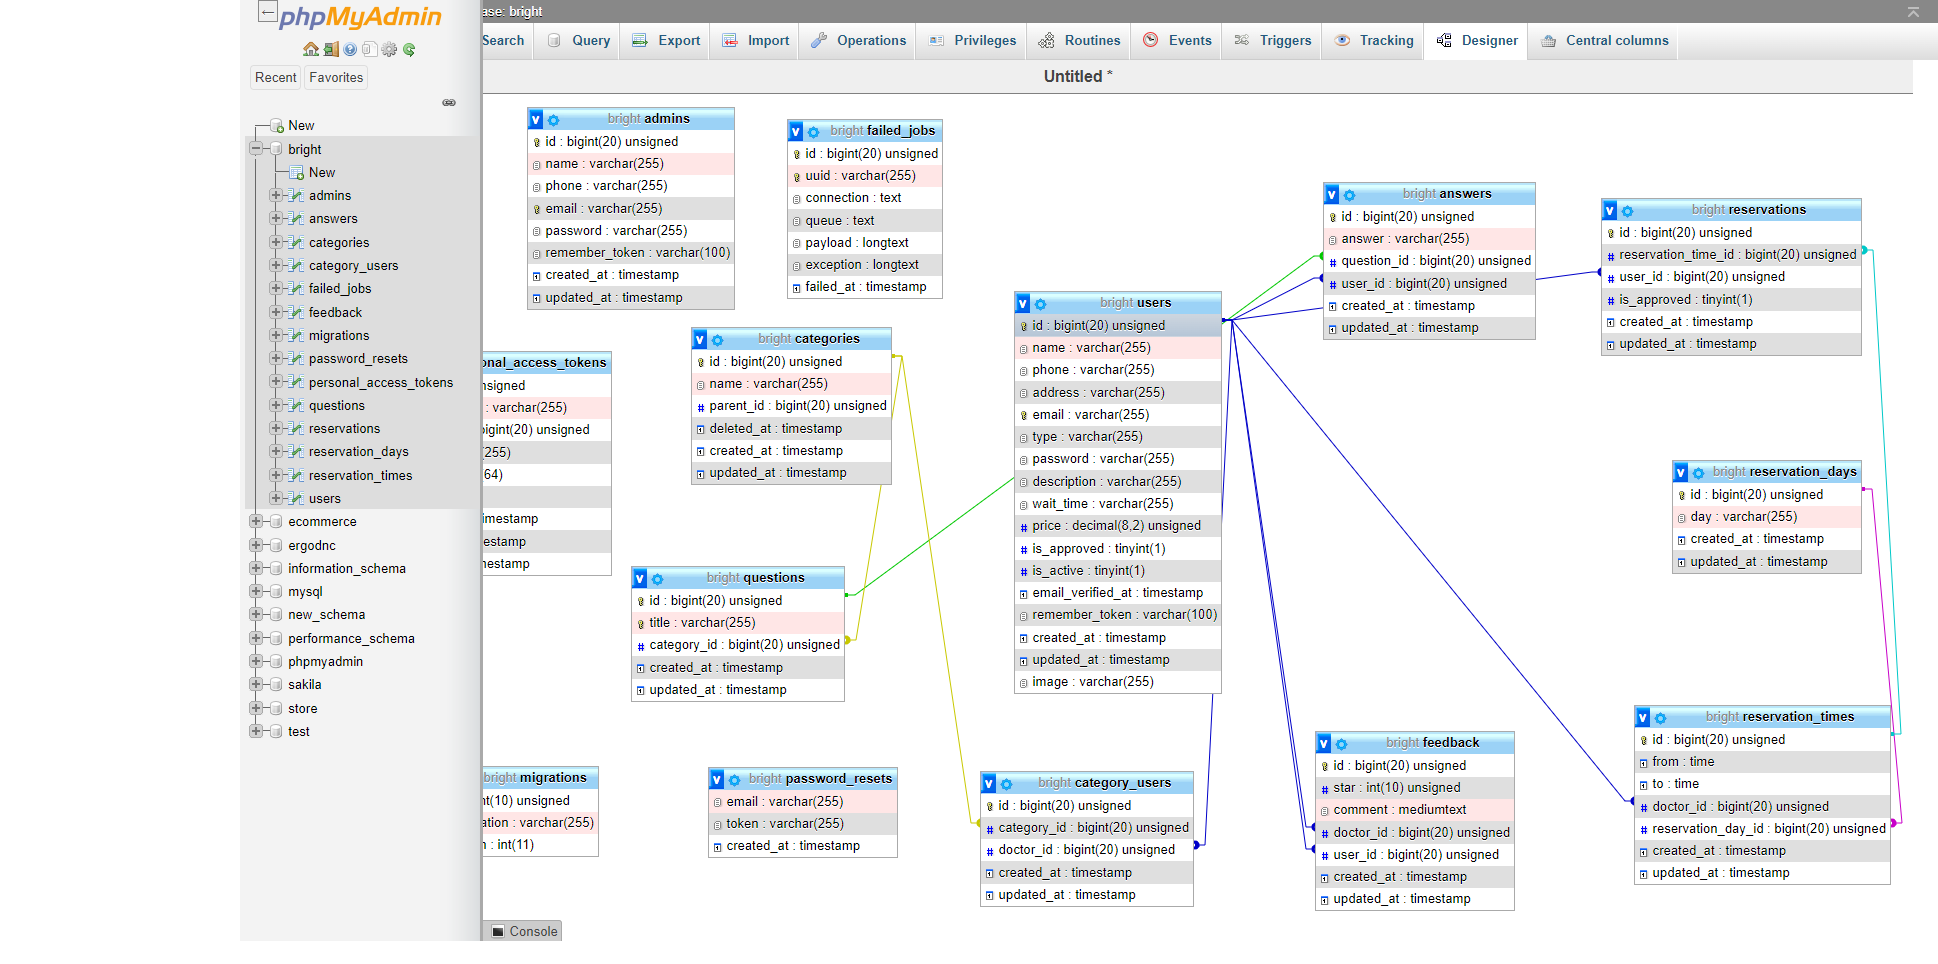 phpMyAdmin
Recent
Favorites
New
bright
New
admins
answers
categories
category_users
failed_jobs
feedback
migrations
password_resets
personal_access_tokens
questions
reservations
reservation_days
reservation_times
users
ecommerce
ergodnc
information_schema
mysql
new_schema
performance_schema
phpmyadmin
sakila
store
test
ase: bright
Search Query Export Import Operations Privileges Routines Events Triggers Tracking Designer Central columns
Untitled *
bright admins
id : bigint(20) unsigned
name : varchar(255)
phone : varchar(255)
email : varchar(255)
password : varchar(255)
remember_token : varchar(100)
created_at : timestamp
updated_at : timestamp
bright failed_jobs
id : bigint(20) unsigned
uuid : varchar(255)
connection : text
queue : text
payload : longtext
exception : longtext
failed_at : timestamp
bright answers
id : bigint(20) unsigned
answer : varchar(255)
question_id : bigint(20) unsigned
user_id : bigint(20) unsigned
created_at : timestamp
updated_at : timestamp
bright reservations
id : bigint(20) unsigned
reservation_time_id : bigint(20) unsigned
user_id : bigint(20) unsigned
is_approved : tinyint(1)
created_at : timestamp
updated_at : timestamp
onal_access_tokens
nsigned
: varchar(255)
bigint(20) unsigned
(255)
64)
imestamp
estamp
nestamp
bright categories
id : bigint(20) unsigned
name : varchar(255)
parent_id : bigint(20) unsigned
deleted_at : timestamp
created_at : timestamp
updated_at : timestamp
bright users
id : bigint(20) unsigned
name : varchar(255)
phone : varchar(255)
address : varchar(255)
email : varchar(255)
type : varchar(255)
password : varchar(255)
description : varchar(255)
wait_time : varchar(255)
price : decimal(8,2) unsigned
is_approved : tinyint(1)
is_active : tinyint(1)
email_verified_at : timestamp
remember_token : varchar(100)
created_at : timestamp
updated_at : timestamp
image : varchar(255)
bright reservation_days
id : bigint(20) unsigned
day : varchar(255)
created_at : timestamp
updated_at : timestamp
bright questions
id : bigint(20) unsigned
title : varchar(255)
category_id : bigint(20) unsigned
created_at : timestamp
updated_at : timestamp
bright migrations
nt(10) unsigned
ation : varchar(255)
n : int(11)
bright password_resets
email : varchar(255)
token : varchar(255)
created_at : timestamp
bright category_users
id : bigint(20) unsigned
category_id : bigint(20) unsigned
doctor_id : bigint(20) unsigned
created_at : timestamp
updated_at : timestamp
bright feedback
id : bigint(20) unsigned
star : int(10) unsigned
comment : mediumtext
doctor_id : bigint(20) unsigned
user_id : bigint(20) unsigned
created_at : timestamp
updated_at : timestamp
bright reservation_times
id : bigint(20) unsigned
from : time
to : time
doctor_id : bigint(20) unsigned
reservation_day_id : bigint(20) unsigned
created_at : timestamp
updated_at : timestamp
Console